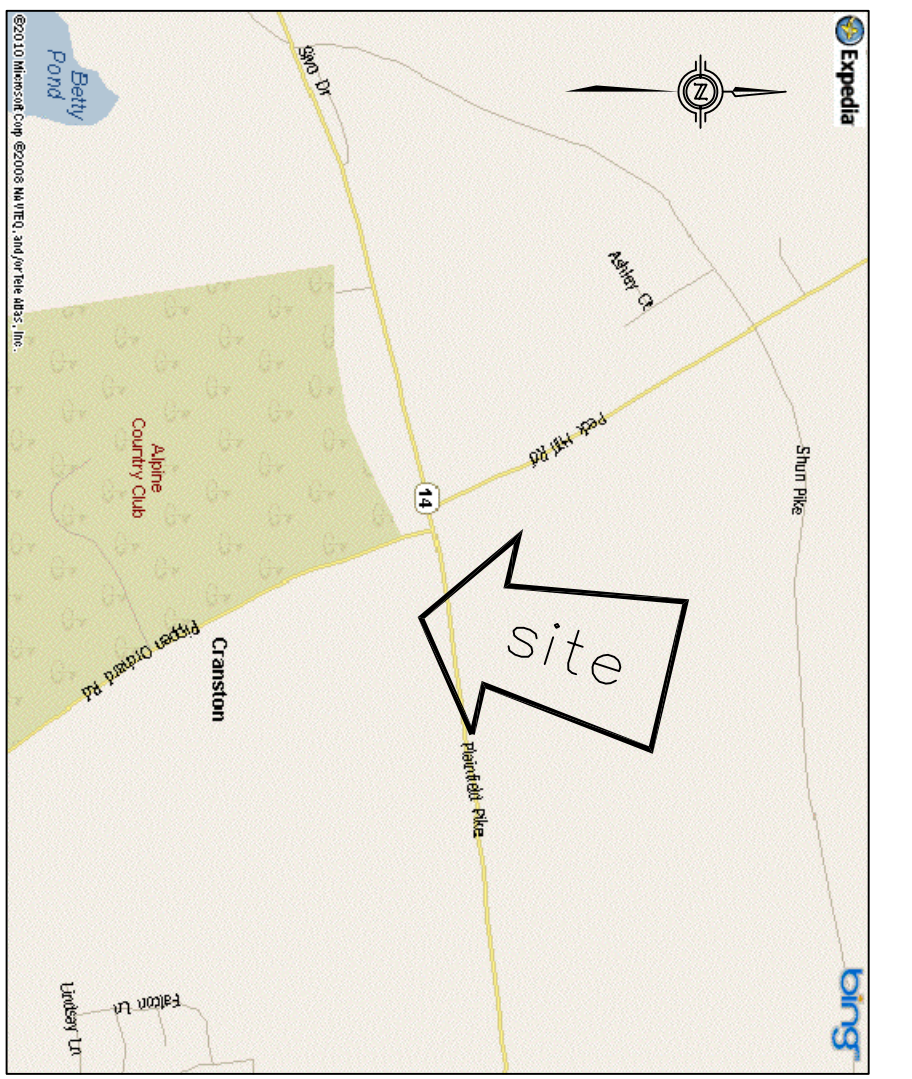 Expedia
bing
Shun Pike
Ashley Ct
Peck Hill Rd
Sivo Dr
14
site
Plainfield Pike
Alpine
Country Club
Cranston
Pippen Orchard Rd
Falcon Ln
Lindsay Ln
Betty
Pond
N
©2010 Microsoft Corp ©2008 NAVTEQ, and/or Tele Atlas, Inc.